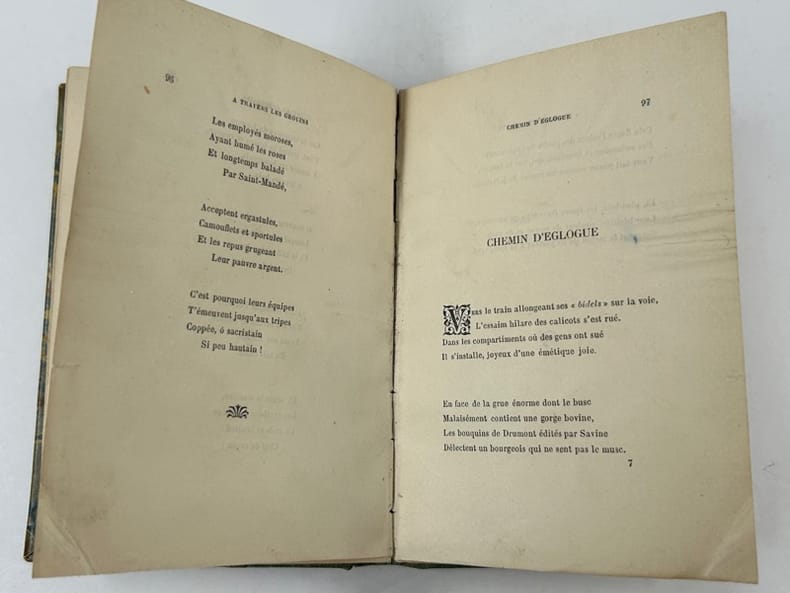 96
A TRAVERS LES GROUINS
Les employés moroses,
Ayant humé les roses
Et longtemps baladé
Par Saint-Mandé,
Acceptent ergastules,
Camouflets et sportules
Et les repus grugeant
Leur pauvre argent.
C'est pourquoi leurs équipes
T'émeuvent jusqu'aux tripes
Coppée, ô sacristain
Si peu hautain !
CHEMIN D'EGLOGUE
97
CHEMIN D'EGLOGUE
Vers le train allongeant ses « bidels » sur la voie,
L'essaim hilare des calicots s'est rué.
Dans les compartiments où des gens ont sué
Il s'installe, joyeux d'une émétique joie.
En face de la grue énorme dont le busc
Malaisément contient une gorge bovine,
Les bouquins de Drumont édités par Savine
Délectent un bourgeois qui ne sent pas le musc.
7